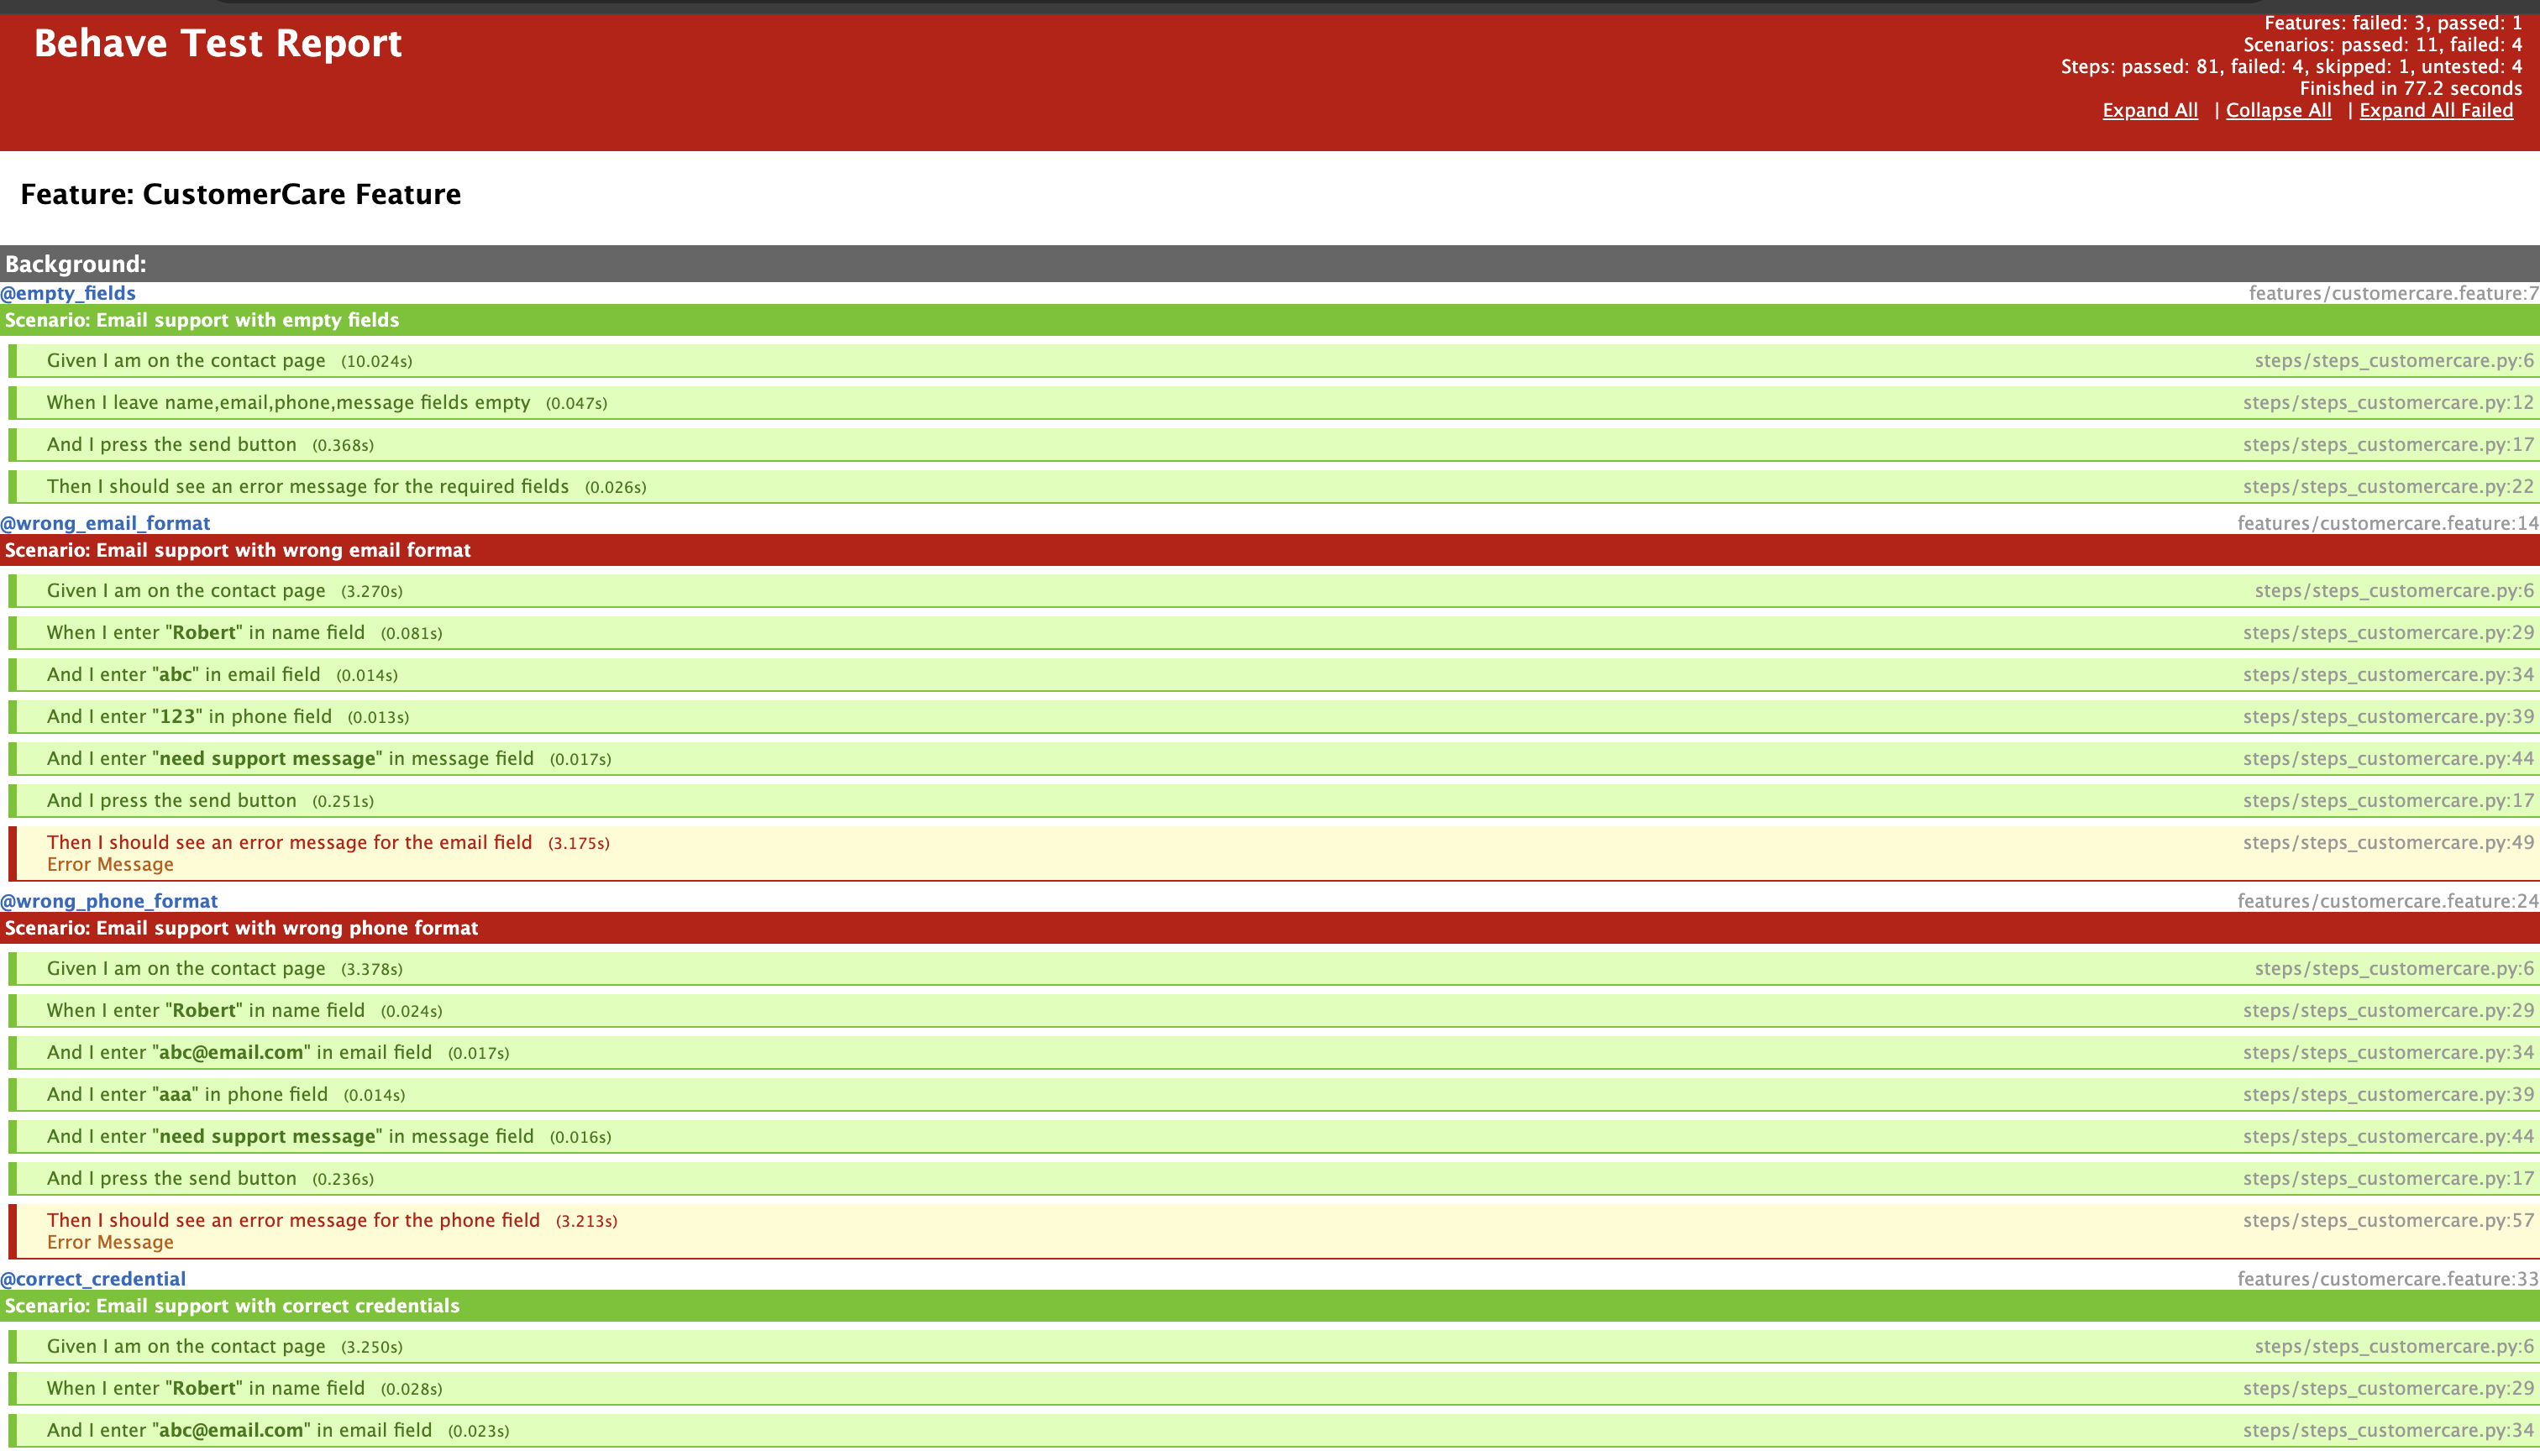 Behave Test Report
Features: failed: 3, passed: 1
Scenarios: passed: 11, failed: 4
Steps: passed: 81, failed: 4, skipped: 1, untested: 4
Finished in 77.2 seconds
Expand All | Collapse All | Expand All Failed
Feature: CustomerCare Feature
Background:
@empty_fields features/customercare.feature:7
Scenario: Email support with empty fields
Given I am on the contact page (10.024s) steps/steps_customercare.py:6
When I leave name,email,phone,message fields empty (0.047s) steps/steps_customercare.py:12
And I press the send button (0.368s) steps/steps_customercare.py:17
Then I should see an error message for the required fields (0.026s) steps/steps_customercare.py:22
@wrong_email_format features/customercare.feature:14
Scenario: Email support with wrong email format
Given I am on the contact page (3.270s) steps/steps_customercare.py:6
When I enter "Robert" in name field (0.081s) steps/steps_customercare.py:29
And I enter "abc" in email field (0.014s) steps/steps_customercare.py:34
And I enter "123" in phone field (0.013s) steps/steps_customercare.py:39
And I enter "need support message" in message field (0.017s) steps/steps_customercare.py:44
And I press the send button (0.251s) steps/steps_customercare.py:17
Then I should see an error message for the email field (3.175s) steps/steps_customercare.py:49
Error Message
@wrong_phone_format features/customercare.feature:24
Scenario: Email support with wrong phone format
Given I am on the contact page (3.378s) steps/steps_customercare.py:6
When I enter "Robert" in name field (0.024s) steps/steps_customercare.py:29
And I enter "abc@email.com" in email field (0.017s) steps/steps_customercare.py:34
And I enter "aaa" in phone field (0.014s) steps/steps_customercare.py:39
And I enter "need support message" in message field (0.016s) steps/steps_customercare.py:44
And I press the send button (0.236s) steps/steps_customercare.py:17
Then I should see an error message for the phone field (3.213s) steps/steps_customercare.py:57
Error Message
@correct_credential features/customercare.feature:33
Scenario: Email support with correct credentials
Given I am on the contact page (3.250s) steps/steps_customercare.py:6
When I enter "Robert" in name field (0.028s) steps/steps_customercare.py:29
And I enter "abc@email.com" in email field (0.023s) steps/steps_customercare.py:34